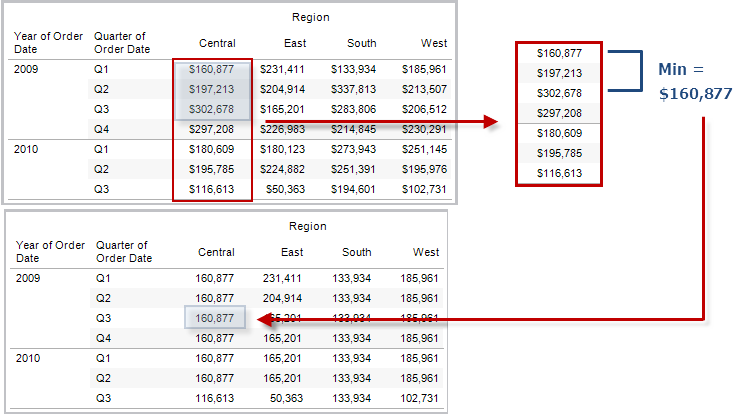 Region
Year of Order Date Quarter of Order Date Central East South West
2009 Q1 $160,877 $231,411 $133,934 $185,961
Q2 $197,213 $204,914 $337,813 $213,507
Q3 $302,678 $165,201 $283,806 $206,512
Q4 $297,208 $226,983 $214,845 $230,291
2010 Q1 $180,609 $180,123 $273,943 $251,145
Q2 $195,785 $224,882 $251,391 $195,976
Q3 $116,613 $50,363 $194,601 $102,731
$160,877
$197,213
$302,678
$297,208
$180,609
$195,785
$116,613
Min =
$160,877
Region
Year of Order Date Quarter of Order Date Central East South West
2009 Q1 160,877 231,411 133,934 185,961
Q2 160,877 204,914 133,934 185,961
Q3 160,877 165,201 133,934 185,961
Q4 160,877 165,201 133,934 185,961
2010 Q1 160,877 165,201 133,934 185,961
Q2 160,877 165,201 133,934 185,961
Q3 116,613 50,363 133,934 102,731